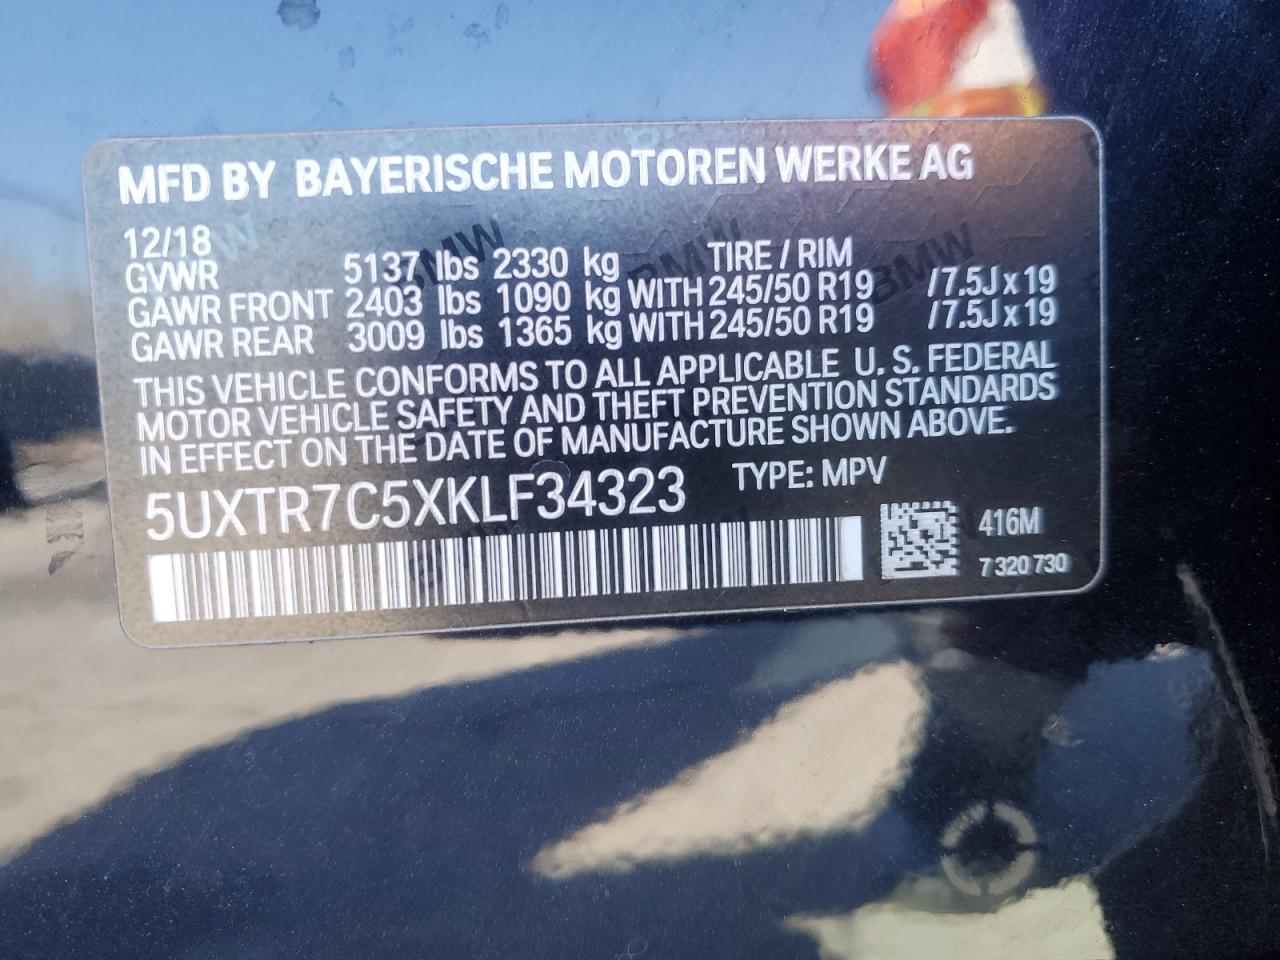 MFD BY BAYERISCHE MOTOREN WERKE AG
12/18
GVWR 5137 lbs 2330 kg TIRE / RIM
GAWR FRONT 2403 lbs 1090 kg WITH 245/50 R19 /7.5J x 19
GAWR REAR 3009 lbs 1365 kg WITH 245/50 R19 /7.5J x 19
THIS VEHICLE CONFORMS TO ALL APPLICABLE U. S. FEDERAL
MOTOR VEHICLE SAFETY AND THEFT PREVENTION STANDARDS
IN EFFECT ON THE DATE OF MANUFACTURE SHOWN ABOVE.
5UXTR7C5XKLF34323 TYPE: MPV
416M
7 320 730
BMW
BMW
BMW